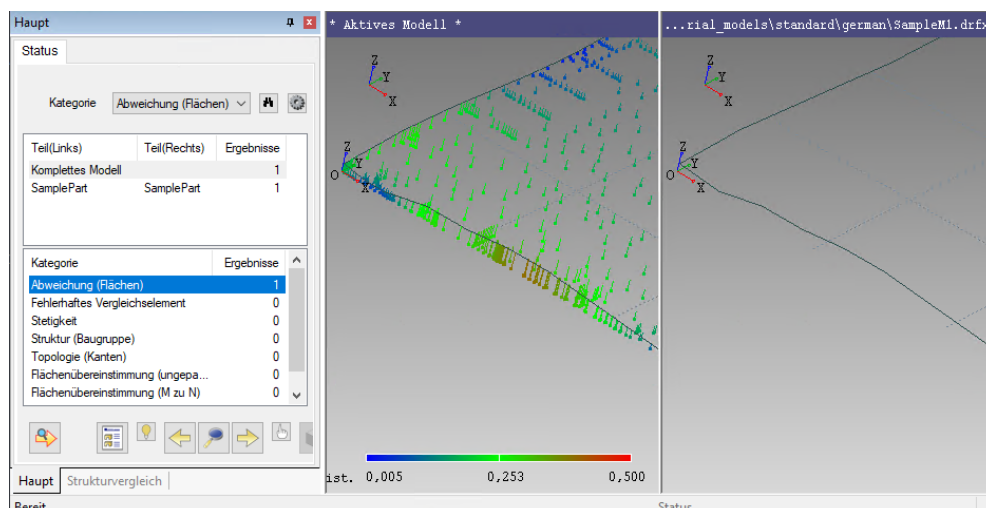 Haupt
Status
Kategorie Abweichung (Flächen)
Teil(Links) Teil(Rechts) Ergebnisse
Komplettes Modell 1
SamplePart SamplePart 1
Kategorie Ergebnisse
Abweichung (Flächen) 1
Fehlerhaftes Vergleichselement 0
Stetigkeit 0
Struktur (Baugruppe) 0
Topologie (Kanten) 0
Flächenübereinstimmung (ungepa... 0
Flächenübereinstimmung (M zu N) 0
Haupt Strukturvergleich
Bereit
* Aktives Modell *
Z
Y
X
Z
Y
O
X
ist. 0,005 0,253 0,500
...rial_models\standard\german\SampleM1.drfx
Z
Y
X
Z
Y
O
X
Status